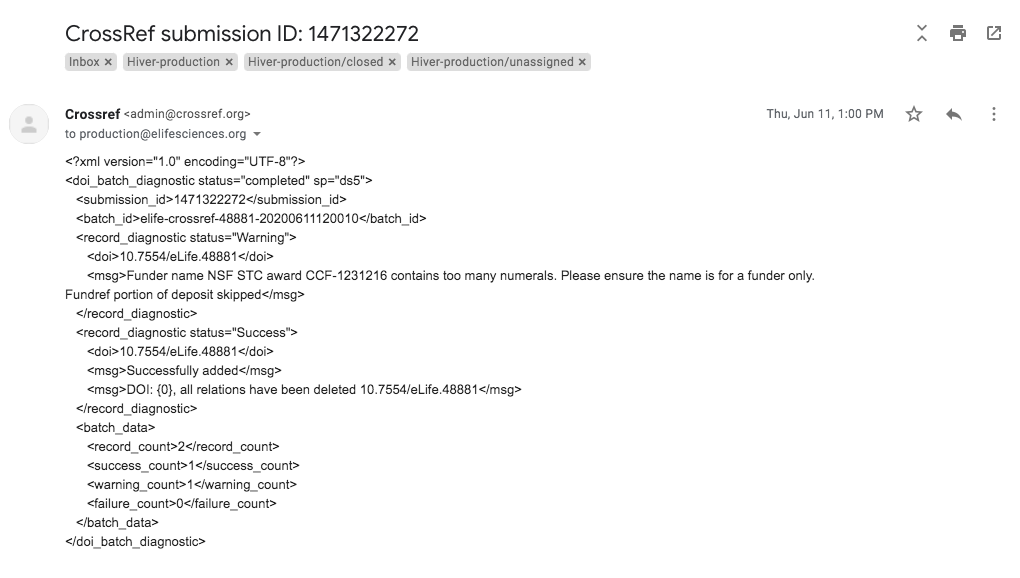 CrossRef submission ID: 1471322272
Inbox × Hiver-production × Hiver-production/closed × Hiver-production/unassigned ×
Crossref <admin@crossref.org> Thu, Jun 11, 1:00 PM
to production@elifesciences.org
<?xml version="1.0" encoding="UTF-8"?>
<doi_batch_diagnostic status="completed" sp="ds5">
<submission_id>1471322272</submission_id>
<batch_id>elife-crossref-48881-20200611120010</batch_id>
<record_diagnostic status="Warning">
<doi>10.7554/eLife.48881</doi>
<msg>Funder name NSF STC award CCF-1231216 contains too many numerals. Please ensure the name is for a funder only.
Fundref portion of deposit skipped</msg>
</record_diagnostic>
<record_diagnostic status="Success">
<doi>10.7554/eLife.48881</doi>
<msg>Successfully added</msg>
<msg>DOI: {0}, all relations have been deleted 10.7554/eLife.48881</msg>
</record_diagnostic>
<batch_data>
<record_count>2</record_count>
<success_count>1</success_count>
<warning_count>1</warning_count>
<failure_count>0</failure_count>
</batch_data>
</doi_batch_diagnostic>